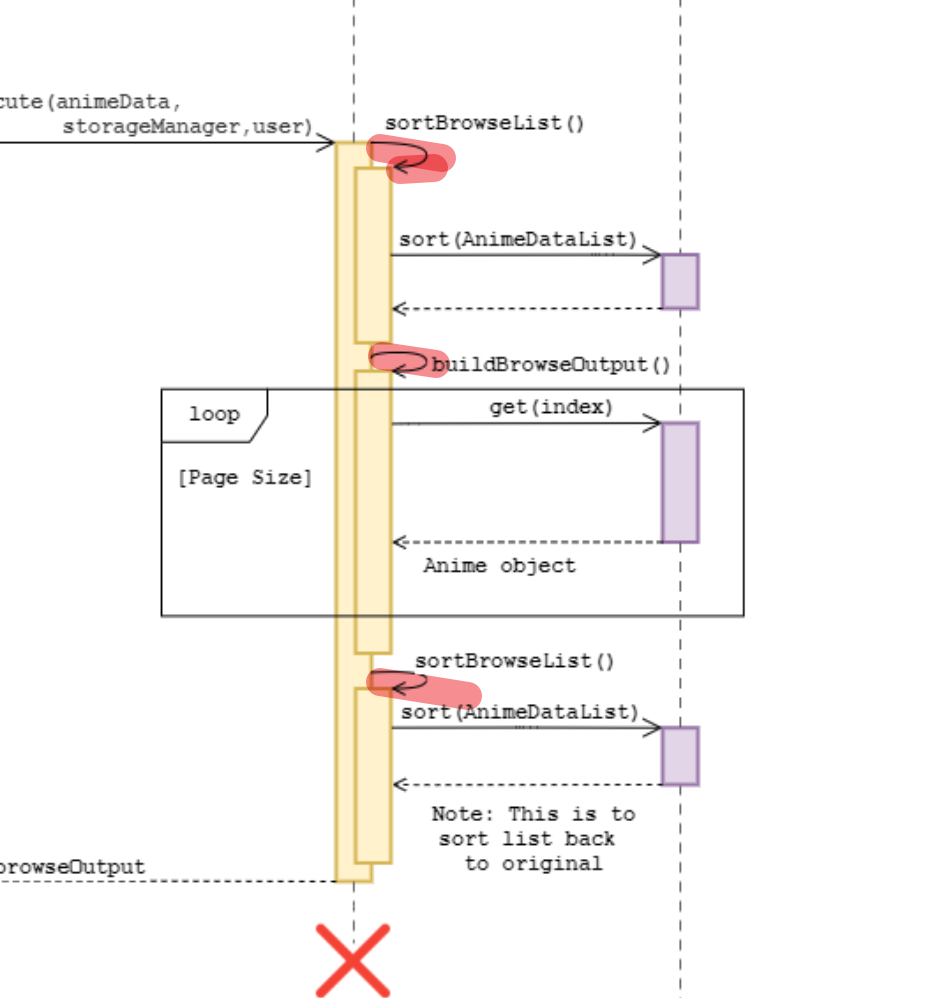 cute(animeData,
storageManager,user)
sortBrowseList()
sort(AnimeDataList)
buildBrowseOutput()
loop
get(index)
[Page Size]
Anime object
sortBrowseList()
sort(AnimeDataList)
Note: This is to
sort list back
to original
browseOutput